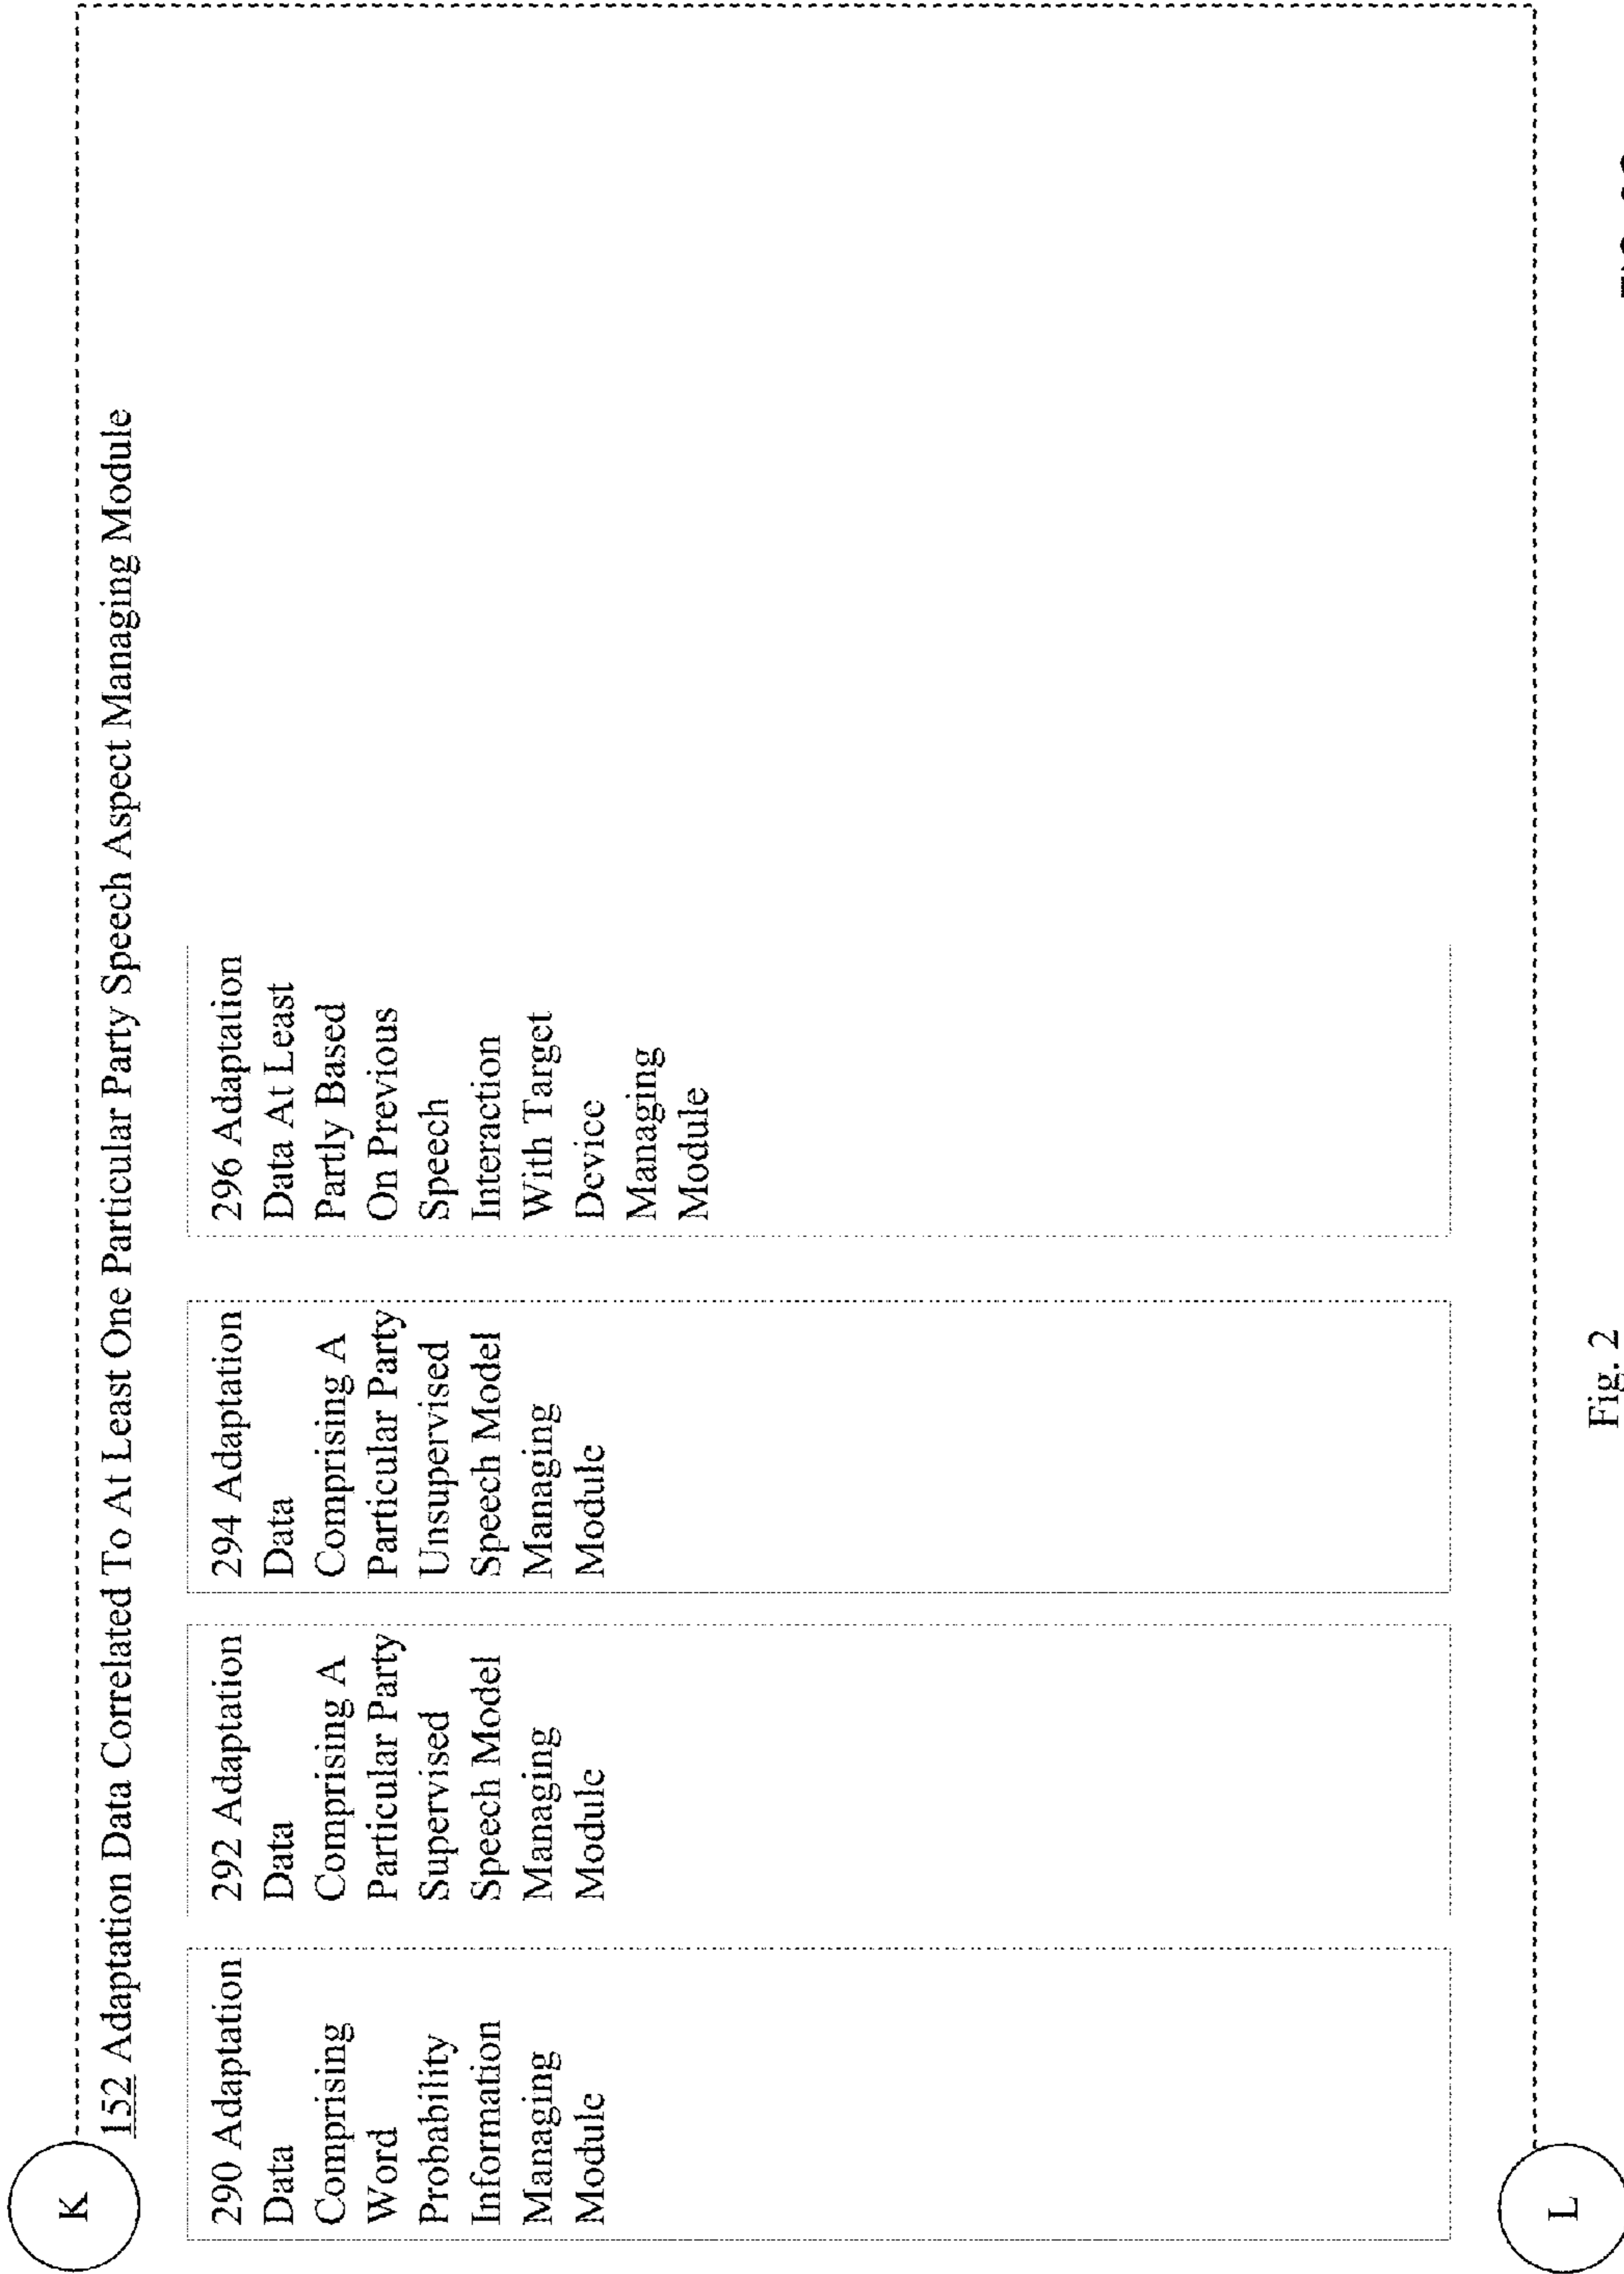 K
152 Adaptation Data Correlated To At Least One Particular Party Speech Aspect Managing Module
290 Adaptation
Data
Comprising
Word
Probability
Information
Managing
Module
292 Adaptation
Data
Comprising A
Particular Party
Supervised
Speech Model
Managing
Module
294 Adaptation
Data
Comprising A
Particular Party
Unsupervised
Speech Model
Managing
Module
296 Adaptation
Data At Least
Partly Based
On Previous
Speech
Interaction
With Target
Device
Managing
Module
L
Fig. 2